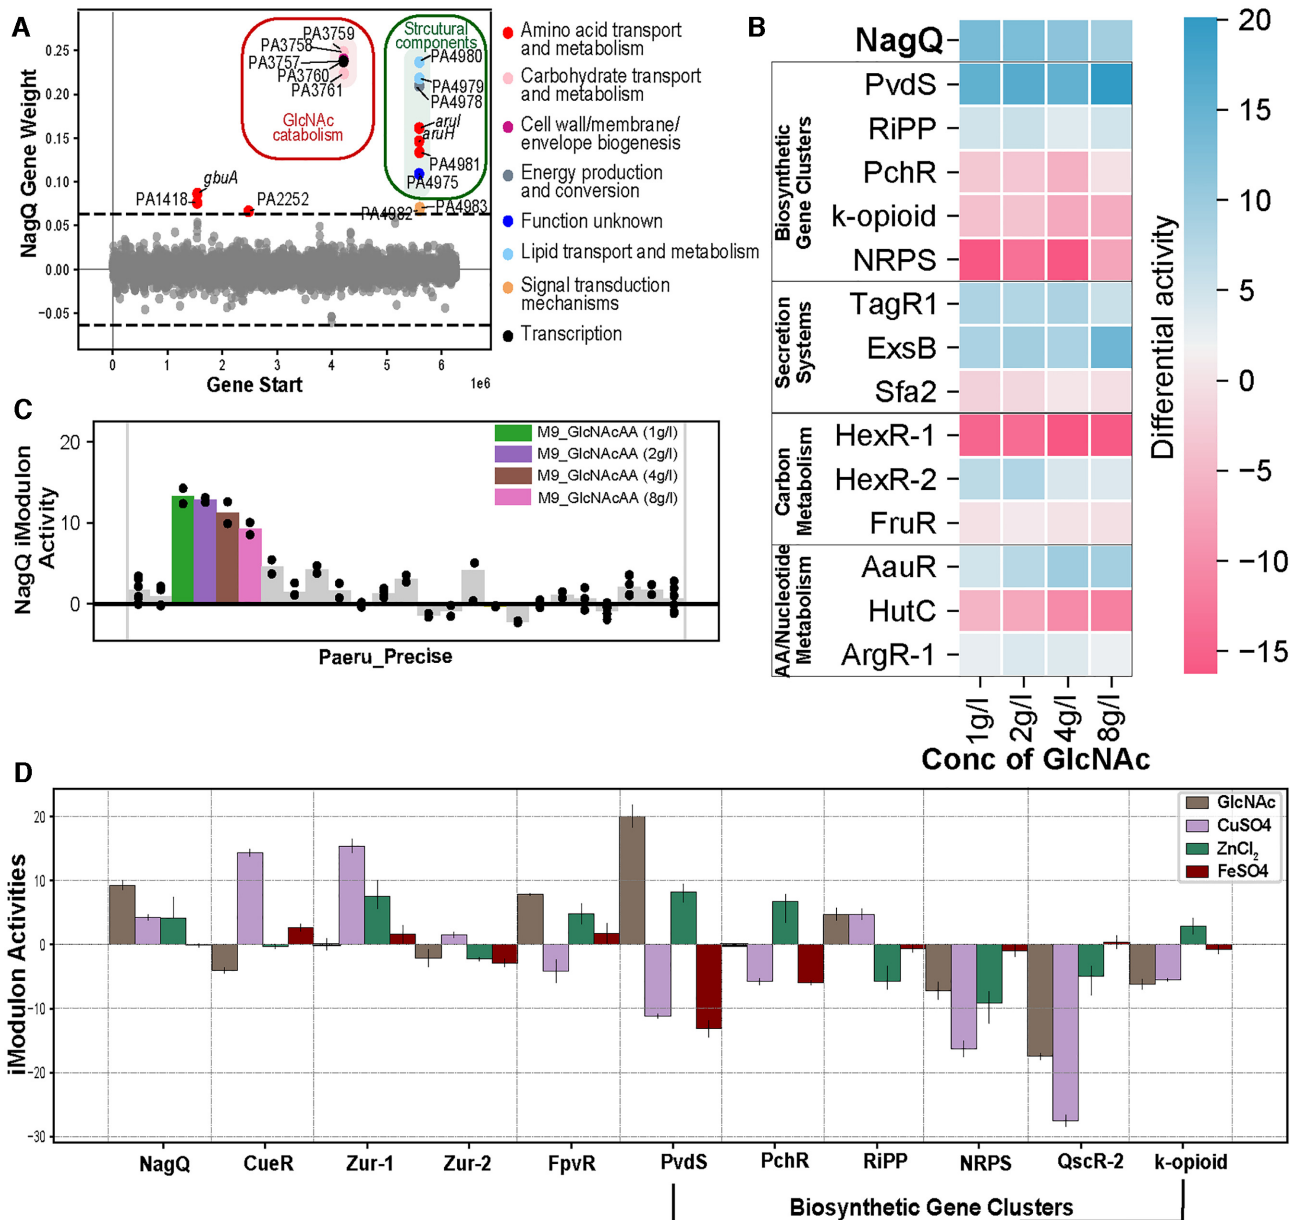 A
NagQ Gene Weight
0.25
0.20
0.15
0.10
0.05
0.00
−0.05
0
1
2
3
4
5
6
1e6
Gene Start
PA3759
PA3758
PA3757
PA3760
PA3761
GlcNAc
catabolism
Strcutural
components
PA4980
PA4979
PA4978
aruI
aruH
PA4981
PA4975
PA4982
PA4983
gbuA
PA1418
PA2252
Amino acid transport
and metabolism
Carbohydrate transport
and metabolism
Cell wall/membrane/
envelope biogenesis
Energy production
and conversion
Function unknown
Lipid transport and metabolism
Signal transduction
mechanisms
Transcription
B
NagQ
PvdS
RiPP
PchR
k-opioid
NRPS
TagR1
ExsB
Sfa2
HexR-1
HexR-2
FruR
AauR
HutC
ArgR-1
Biosynthetic
Gene Clusters
Secretion
Systems
Carbon
Metabolism
AA/Nucleotide
Metabolism
1g/l
2g/l
4g/l
8g/l
Conc of GlcNAc
Differential activity
20
15
10
5
0
−5
−10
−15
C
NagQ iModulon
Activity
20
10
0
M9_GlcNAcAA (1g/l)
M9_GlcNAcAA (2g/l)
M9_GlcNAcAA (4g/l)
M9_GlcNAcAA (8g/l)
Paeru_Precise
D
iModulon Activities
20
10
0
−10
−20
−30
GlcNAc
CuSO4
ZnCl2
FeSO4
NagQ
CueR
Zur-1
Zur-2
FpvR
PvdS
PchR
RiPP
NRPS
QscR-2
k-opioid
Biosynthetic Gene Clusters